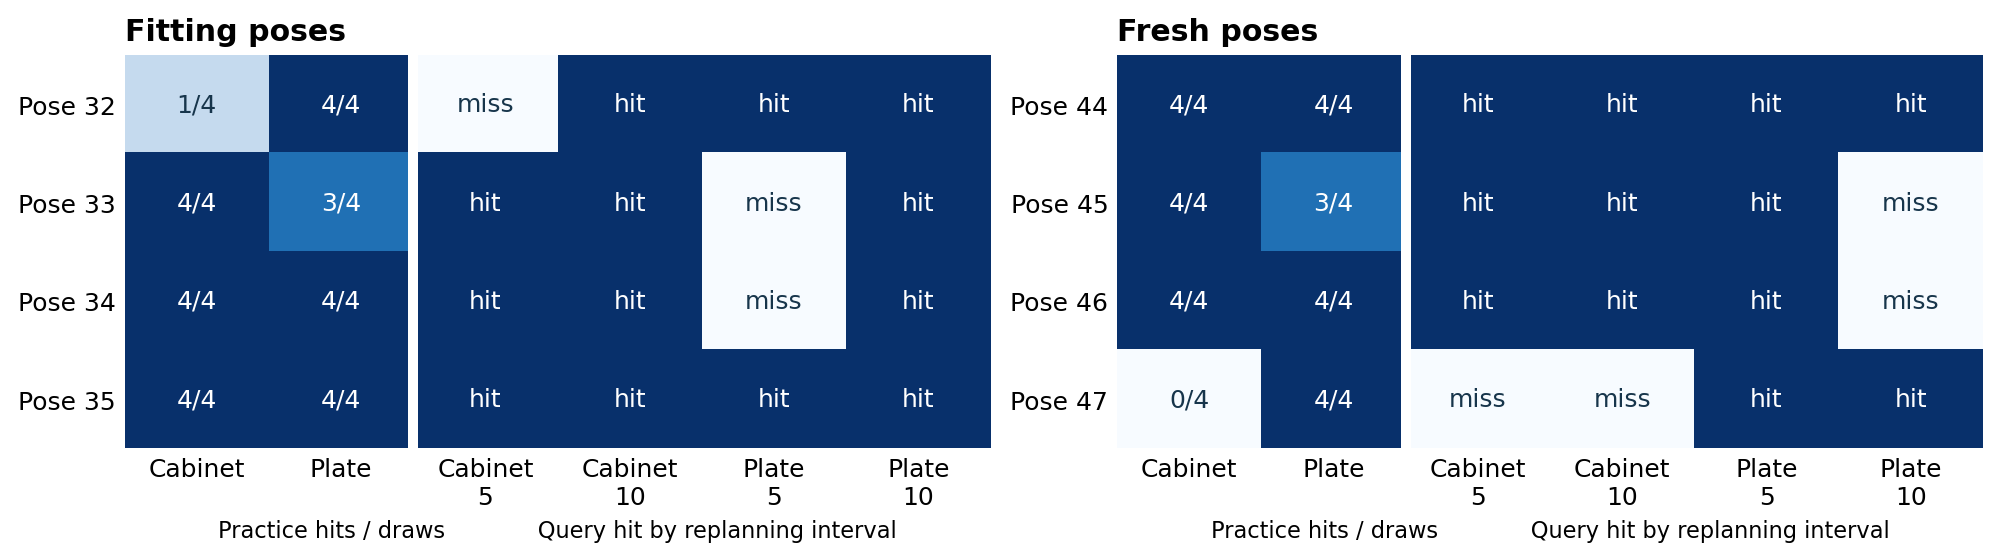 Fitting poses
Pose 32 1/4 4/4 miss hit hit hit
Pose 33 4/4 3/4 hit hit miss hit
Pose 34 4/4 4/4 hit hit miss hit
Pose 35 4/4 4/4 hit hit hit hit
Cabinet Plate Cabinet Cabinet Plate Plate
5 10 5 10
Practice hits / draws Query hit by replanning interval
Fresh poses
Pose 44 4/4 4/4 hit hit hit hit
Pose 45 4/4 3/4 hit hit hit miss
Pose 46 4/4 4/4 hit hit hit miss
Pose 47 0/4 4/4 miss miss hit hit
Cabinet Plate Cabinet Cabinet Plate Plate
5 10 5 10
Practice hits / draws Query hit by replanning interval